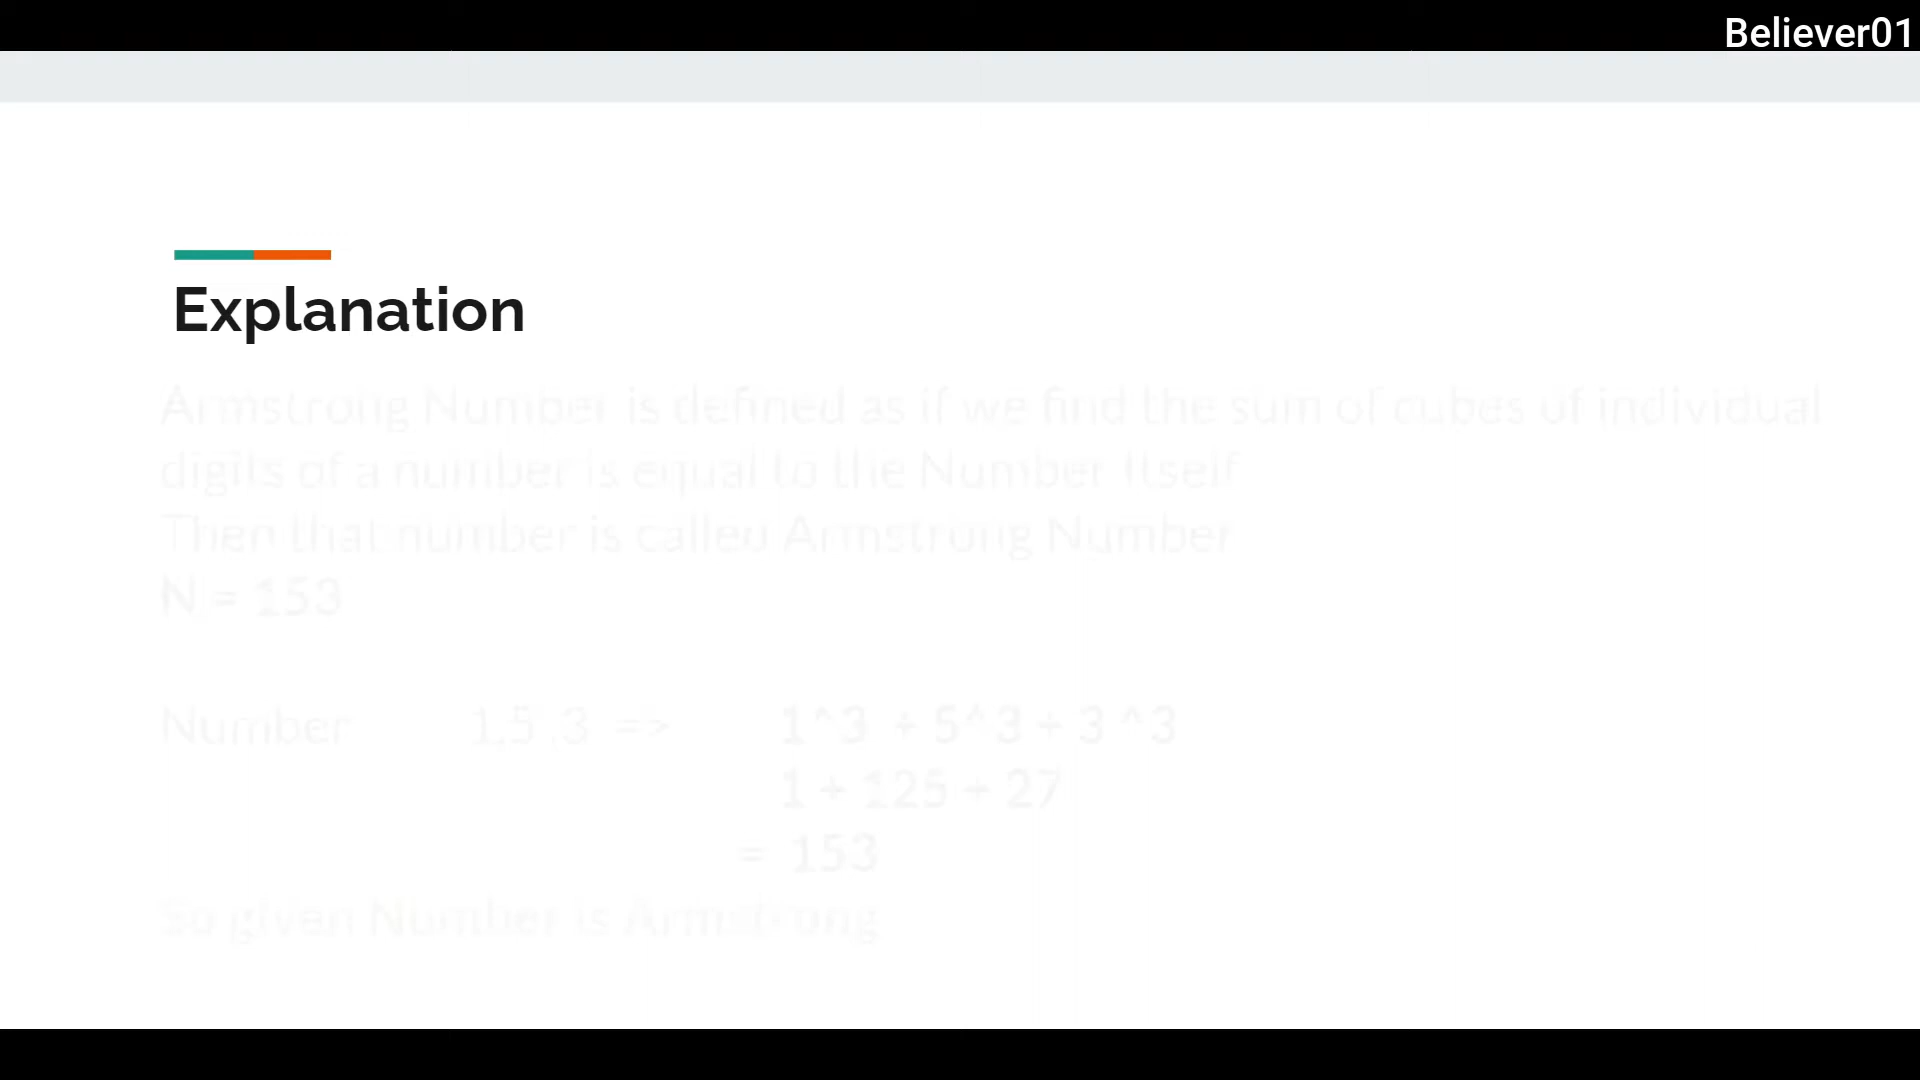 Believer01
Explanation
Armstrong Number is defined as if we find the sum of cubes of individual
digits of a number is equal to the Number Itself
Then that number is called Armstrong Number
N = 153
Number 1,5 ,3 => 1^3 + 5^3 + 3 ^3
1 + 125 + 27
= 153
So given Number is Armstrong